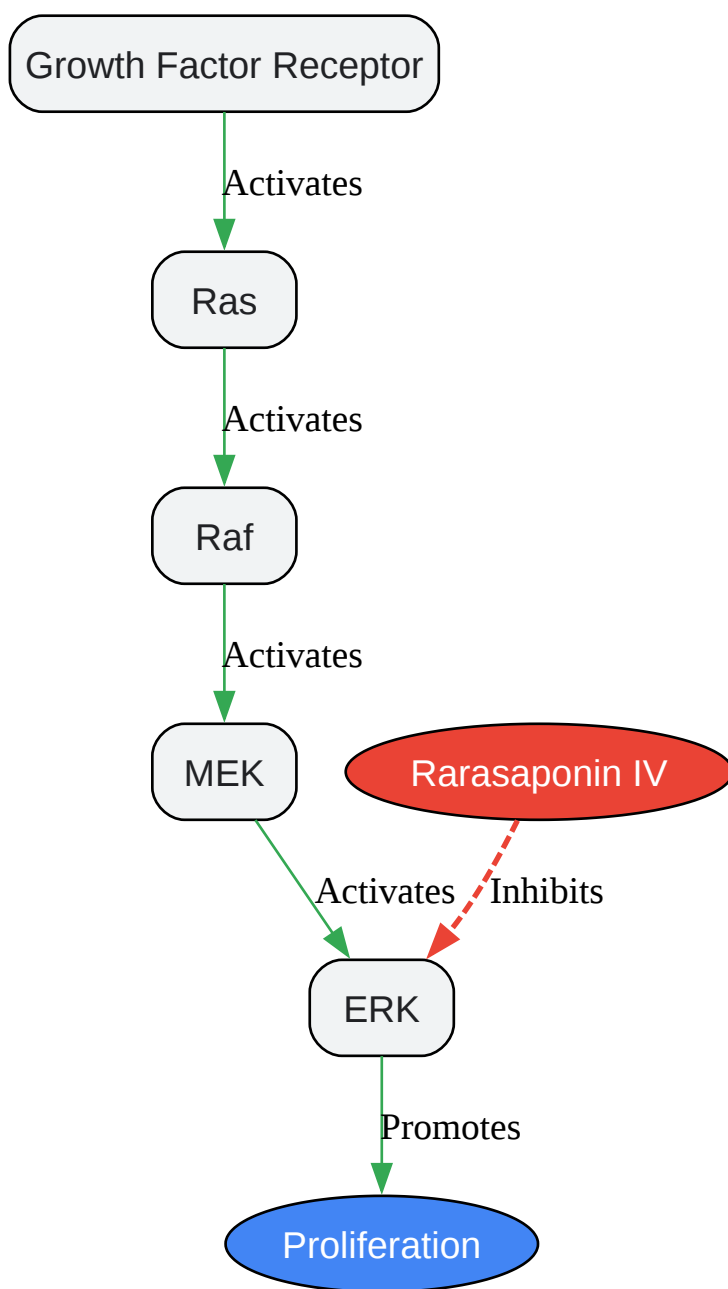 Growth Factor Receptor
Activates
Ras
Activates
Raf
Activates
MEK
Rarasaponin IV
Activates
Inhibits
ERK
Promotes
Proliferation